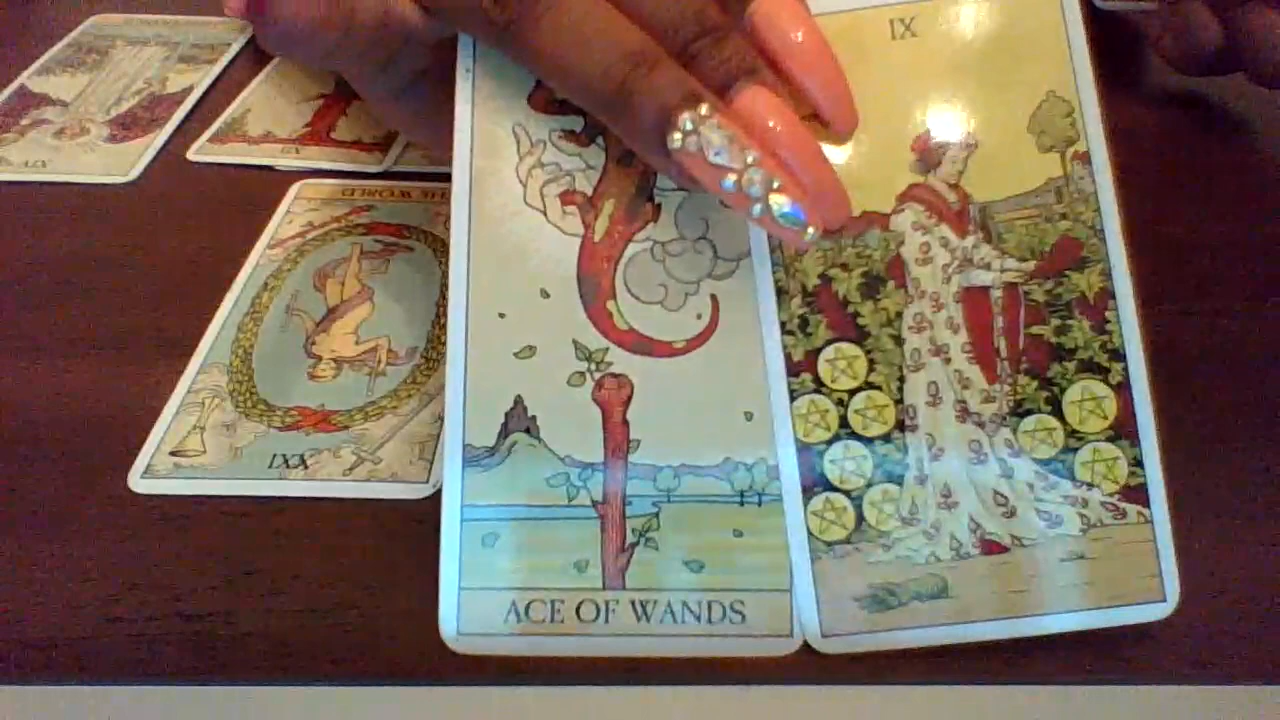 IX
THE WORLD
XXI
ACE OF WANDS